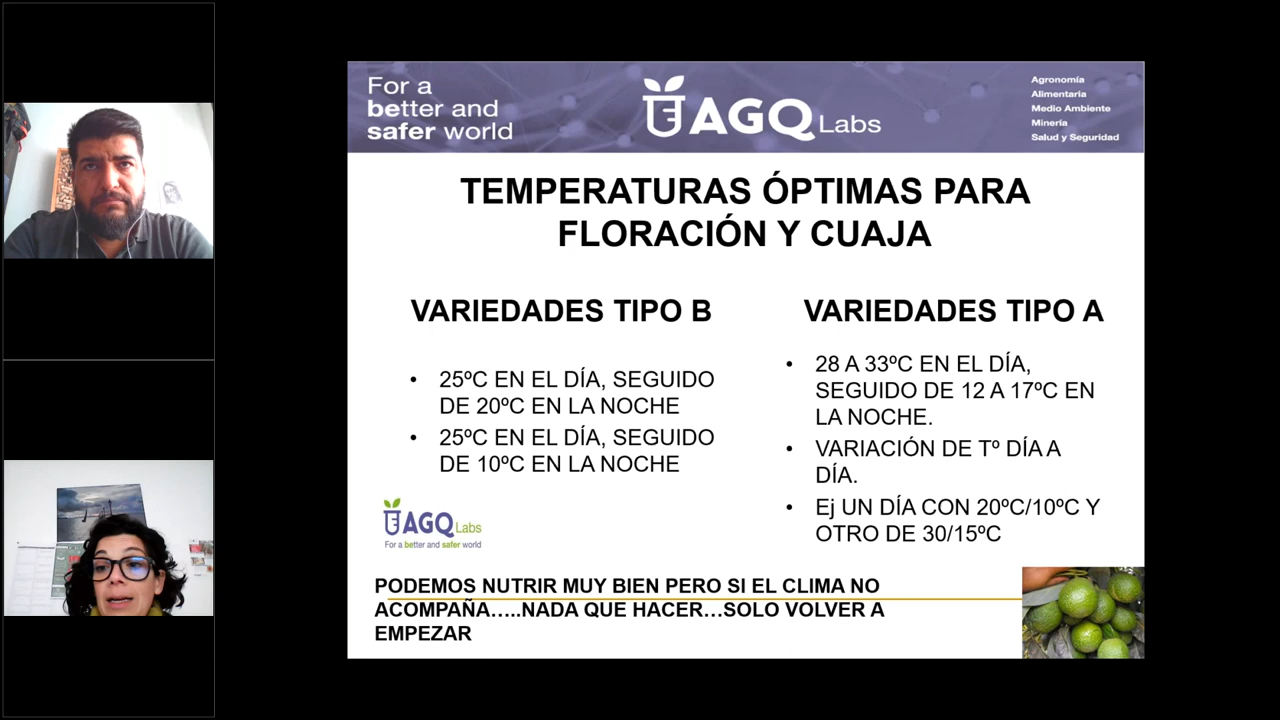 For a
better and
safer world
AGQ Labs
Agronomía
Alimentaria
Medio Ambiente
Minería
Salud y Seguridad
TEMPERATURAS ÓPTIMAS PARA
FLORACIÓN Y CUAJA
VARIEDADES TIPO B
• 25ºC EN EL DÍA, SEGUIDO
DE 20ºC EN LA NOCHE
• 25ºC EN EL DÍA, SEGUIDO
DE 10ºC EN LA NOCHE
VARIEDADES TIPO A
• 28 A 33ºC EN EL DÍA,
SEGUIDO DE 12 A 17ºC EN
LA NOCHE.
• VARIACIÓN DE Tº DÍA A
DÍA.
• Ej UN DÍA CON 20ºC/10ºC Y
OTRO DE 30/15ºC
AGQ Labs
For a better and safer world
PODEMOS NUTRIR MUY BIEN PERO SI EL CLIMA NO
ACOMPAÑA…..NADA QUE HACER…SOLO VOLVER A
EMPEZAR